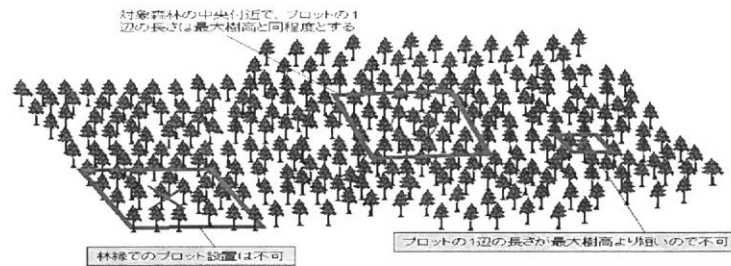 対象森林の中央付近で、プロットの1
辺の長さは最大樹高と同程度とする
林縁でのプロット設置は不可
プロットの1辺の長さが最大樹高より短いので不可